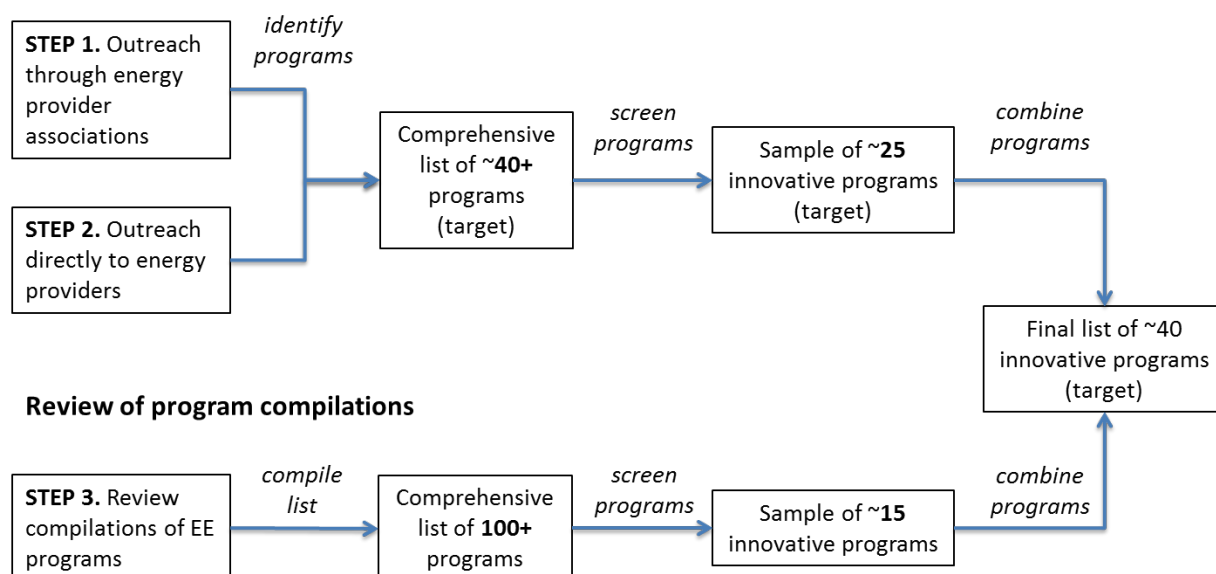 STEP 1. Outreach
through energy
provider
associations
identify
programs
STEP 2. Outreach
directly to energy
providers
Comprehensive
list of ~40+
programs
(target)
screen
programs
Sample of ~25
innovative programs
(target)
combine
programs
Final list of ~40
innovative programs
(target)
Review of program compilations
STEP 3. Review
compilations of EE
programs
compile
list
Comprehensive
list of 100+
programs
screen
programs
Sample of ~15
innovative programs
combine
programs